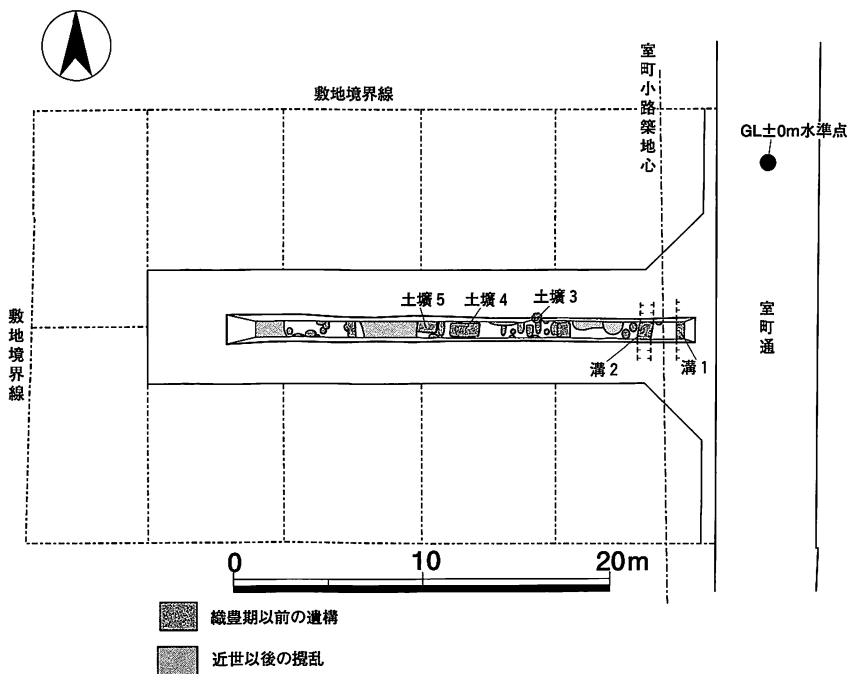 敷地境界線
室町小路築地心
GL±0m水準点
敷地境界線
土壙5
土壙4
土壙3
室町通
溝2
溝1
0
10
20m
織豊期以前の遺構
近世以後の攪乱